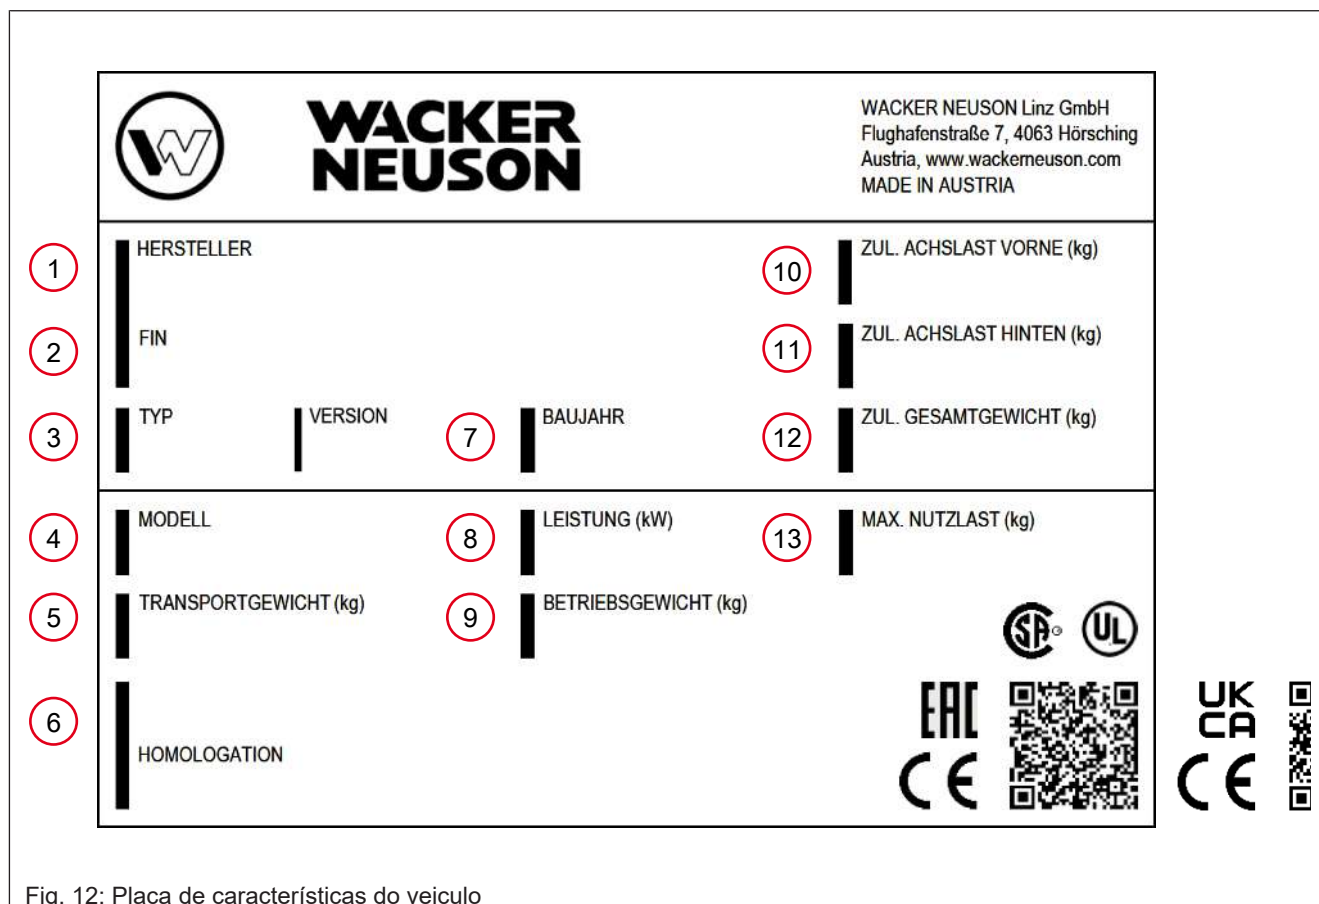 WACKER
NEUSON
WACKER NEUSON Linz GmbH
Flughafenstraße 7, 4063 Hörsching
Austria, www.wackerneuson.com
MADE IN AUSTRIA
1 HERSTELLER
10 ZUL. ACHSLAST VORNE (kg)
2 FIN
11 ZUL. ACHSLAST HINTEN (kg)
3 TYP VERSION
7 BAUJAHR
12 ZUL. GESAMTGEWICHT (kg)
4 MODELL
8 LEISTUNG (kW)
13 MAX. NUTZLAST (kg)
5 TRANSPORTGEWICHT (kg)
9 BETRIEBSGEWICHT (kg)
SA UL
6 HOMOLOGATION
EAC
CE
UK
CA
CE
Fig. 12: Placa de características do veiculo